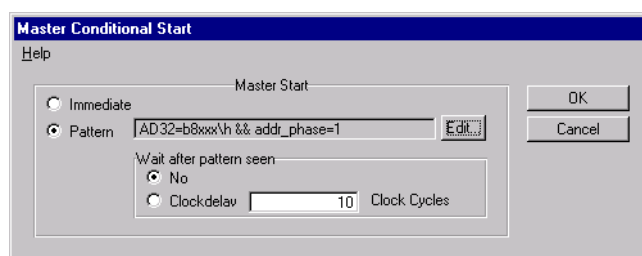 Master Conditional Start
Help
Master Start
Immediate
OK
Pattern
AD32=b8xxx\h && addr_phase=1
Edit...
Cancel
Wait after pattern seen
No
Clockdelay 10 Clock Cycles